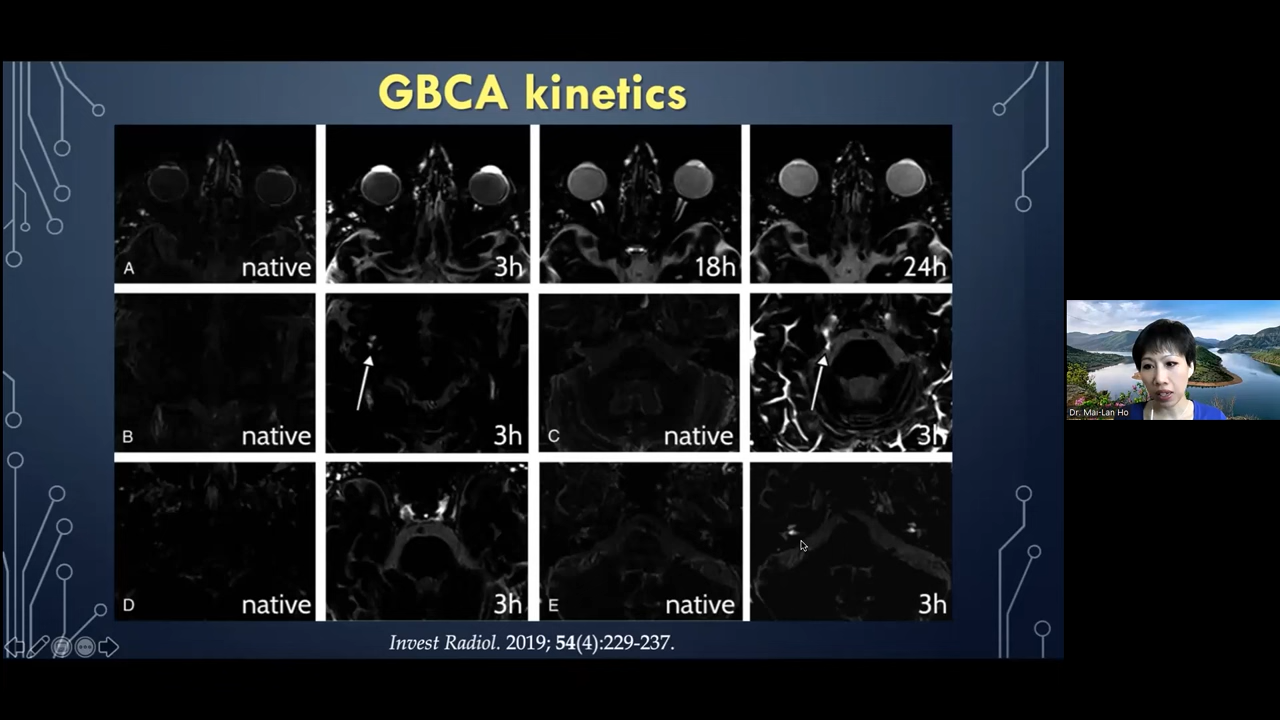 GBCA kinetics
A native 3h 18h 24h
B native 3h C native 3h
D native 3h E native 3h
Invest Radiol. 2019; 54(4):229-237.
Dr. Mai-Lan Ho